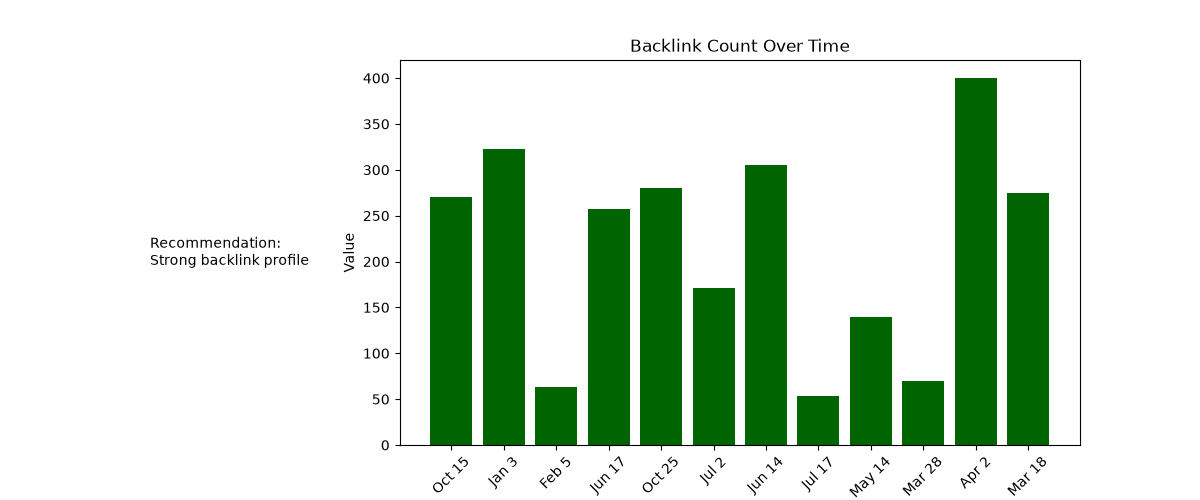 Backlink Count Over Time
Recommendation:
Strong backlink profile
Value
400
350
300
250
200
150
100
50
0
Oct 15
Jan 3
Feb 5
Jun 17
Oct 25
Jul 2
Jun 14
Jul 17
May 14
Mar 28
Apr 2
Mar 18